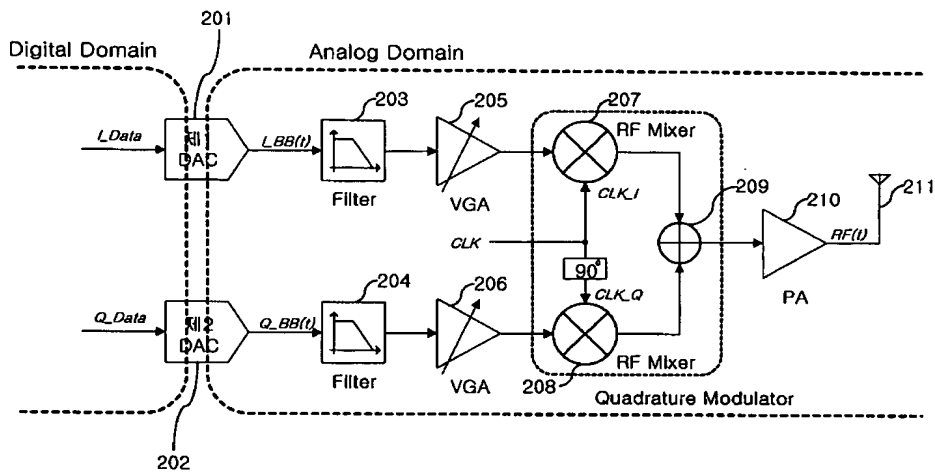 201
Digital Domain
Analog Domain
203
205
207
RF Mixer
I_Data
제1
DAC
I_BB(t)
Filter
VGA
CLK_I
209
210
211
CLK
RF(t)
90°
PA
204
206
CLK_Q
Q_Data
제2
DAC
Q_BB(t)
Filter
VGA
208
RF Mixer
Quadrature Modulator
202